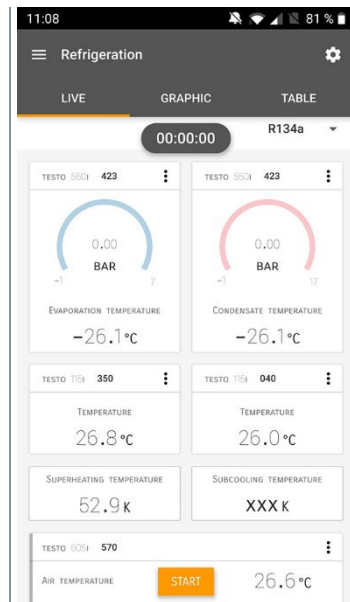 11:08 81 %
Refrigeration
LIVE GRAPHIC TABLE
00:00:00 R134a
TESTO 550i 423
TESTO 550i 423
0.00
BAR
-1 7
0.00
BAR
-1 17
EVAPORATION TEMPERATURE
-26.1°C
CONDENSATE TEMPERATURE
-26.1°C
TESTO 115i 350
TESTO 115i 040
TEMPERATURE
26.8°C
TEMPERATURE
26.0°C
SUPERHEATING TEMPERATURE
52.9 K
SUBCOOLING TEMPERATURE
XXX K
TESTO 605i 570
AIR TEMPERATURE START 26.6°C